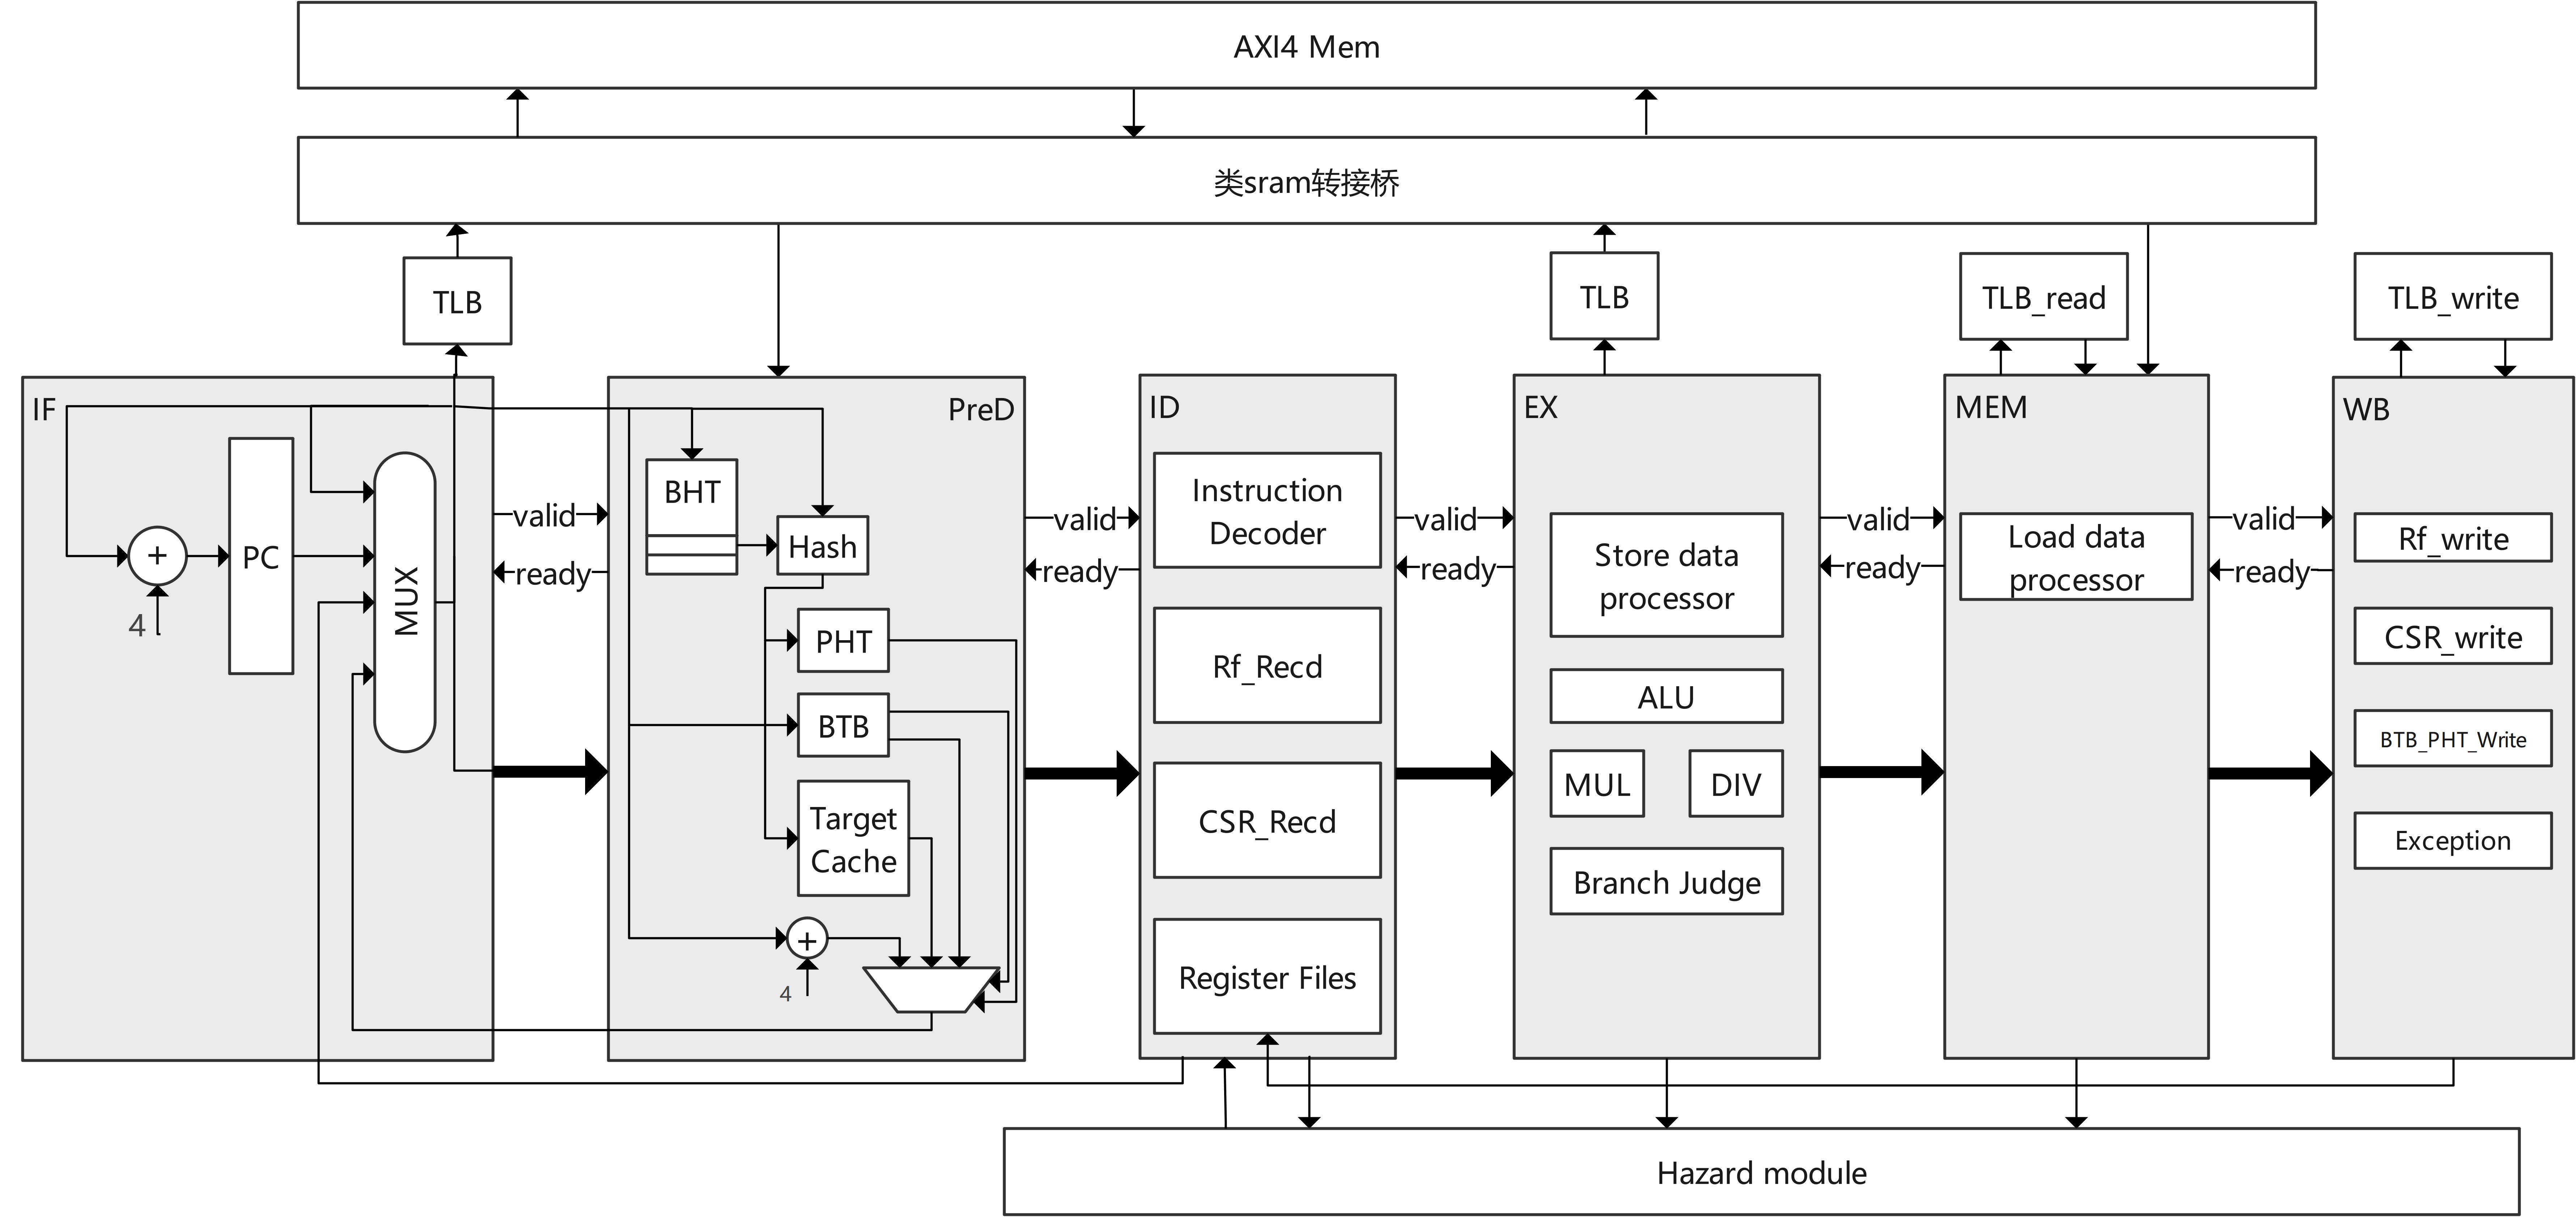 AXI4 Mem
类sram转接桥
TLB
TLB
TLB_read
TLB_write
IF
+
4
PC
MUX
valid
ready
PreD
BHT
Hash
PHT
BTB
Target
Cache
+
4
valid
ready
ID
Instruction
Decoder
Rf_Recd
CSR_Recd
Register Files
valid
ready
EX
Store data
processor
ALU
MUL
DIV
Branch Judge
valid
ready
MEM
Load data
processor
valid
ready
WB
Rf_write
CSR_write
BTB_PHT_Write
Exception
Hazard module